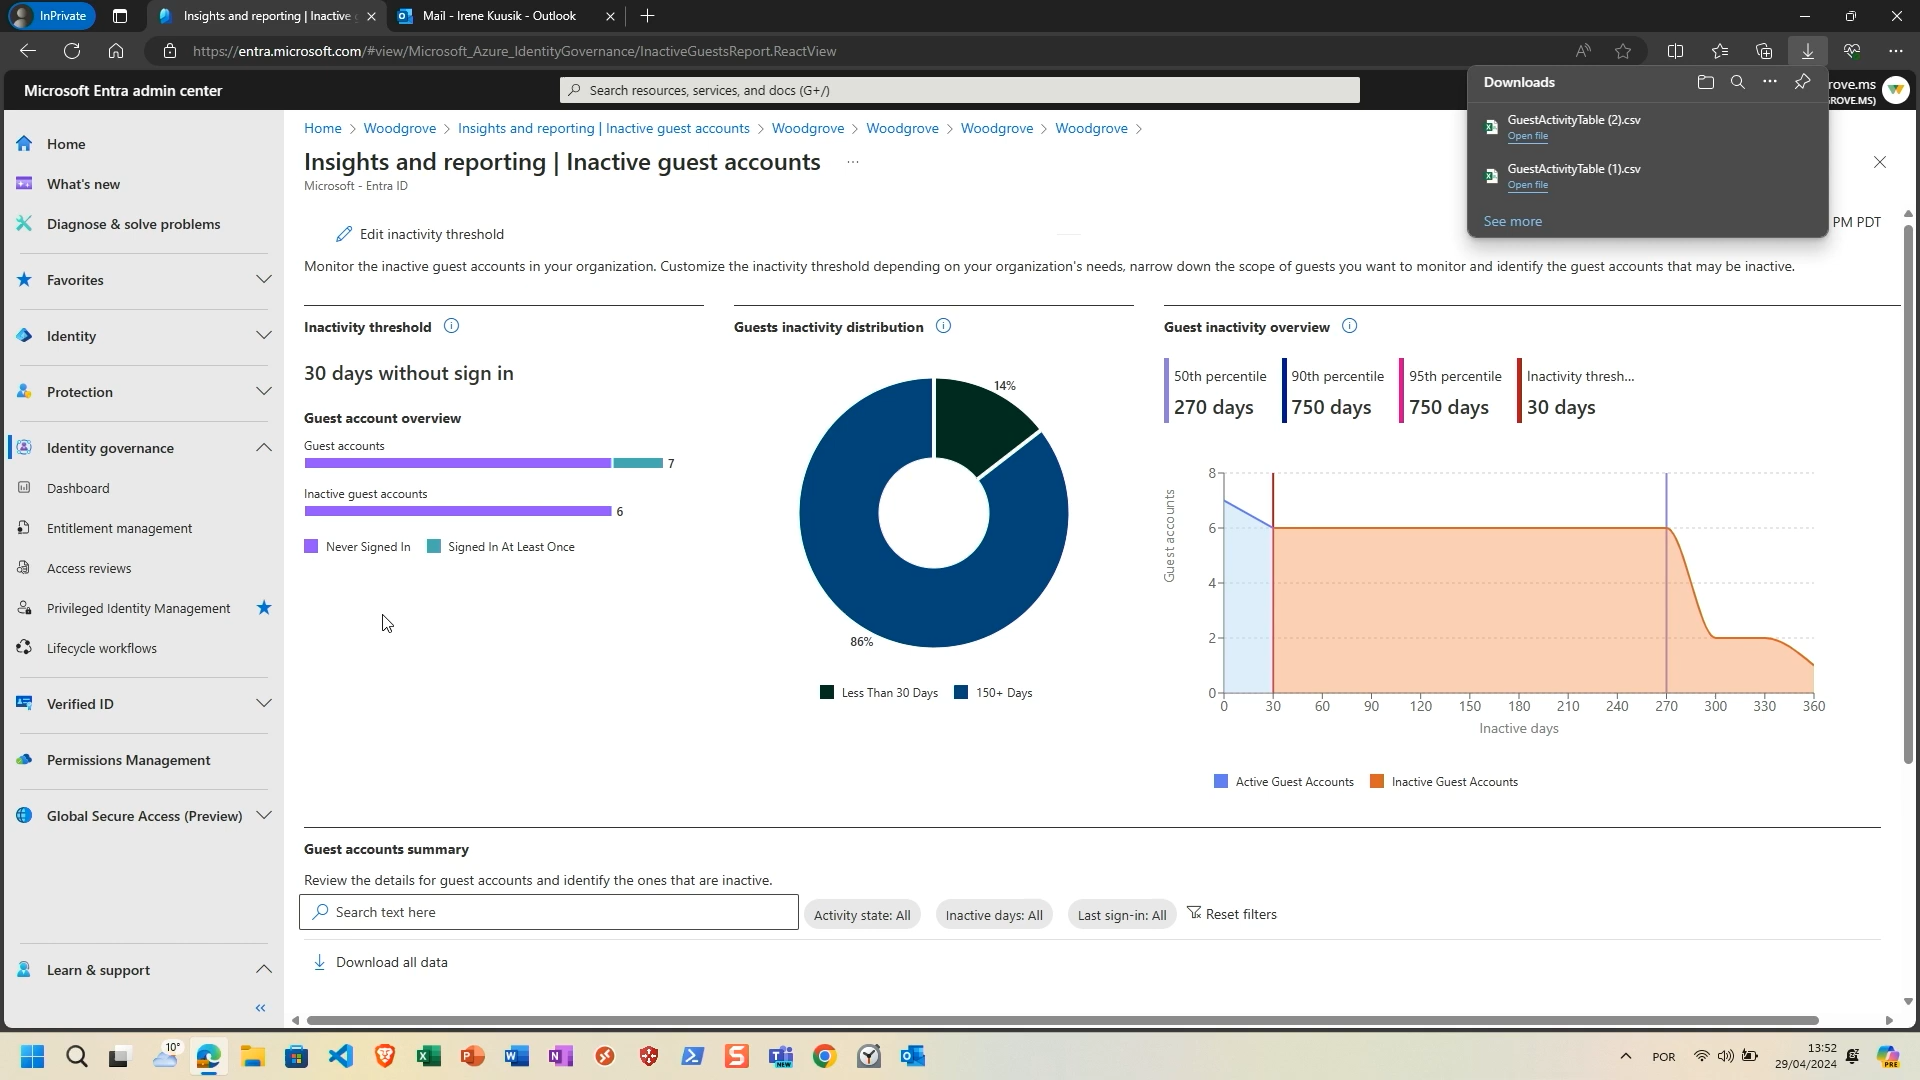 InPrivate
Insights and reporting | Inactive g
Mail - Irene Kuusik - Outlook
https://entra.microsoft.com/#view/Microsoft_Azure_IdentityGovernance/InactiveGuestsReport.ReactView
Microsoft Entra admin center
Search resources, services, and docs (G+/)
rove.ms
ROVE.MS)
Downloads
GuestActivityTable (2).csv
Open file
GuestActivityTable (1).csv
Open file
See more
Home
What's new
Diagnose & solve problems
Favorites
Identity
Protection
Identity governance
Dashboard
Entitlement management
Access reviews
Privileged Identity Management
Lifecycle workflows
Verified ID
Permissions Management
Global Secure Access (Preview)
Learn & support
Home > Woodgrove > Insights and reporting | Inactive guest accounts > Woodgrove > Woodgrove > Woodgrove > Woodgrove >
Insights and reporting | Inactive guest accounts ...
Microsoft - Entra ID
Edit inactivity threshold
PM PDT
Monitor the inactive guest accounts in your organization. Customize the inactivity threshold depending on your organization's needs, narrow down the scope of guests you want to monitor and identify the guest accounts that may be inactive.
Inactivity threshold
30 days without sign in
Guest account overview
Guest accounts
7
Inactive guest accounts
6
Never Signed In
Signed In At Least Once
Guests inactivity distribution
14%
86%
Less Than 30 Days
150+ Days
Guest inactivity overview
50th percentile
270 days
90th percentile
750 days
95th percentile
750 days
Inactivity thresh...
30 days
Guest accounts
8
6
4
2
0
0 30 60 90 120 150 180 210 240 270 300 330 360
Inactive days
Active Guest Accounts
Inactive Guest Accounts
Guest accounts summary
Review the details for guest accounts and identify the ones that are inactive.
Search text here
Activity state: All
Inactive days: All
Last sign-in: All
Reset filters
Download all data
10°
NEW
POR
13:52
29/04/2024
PRE